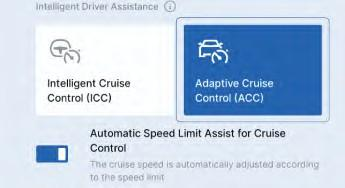 Intelligent Driver Assistance
Intelligent Cruise
Control (ICC)
Adaptive Cruise
Control (ACC)
Automatic Speed Limit Assist for Cruise
Control
The cruise speed is automatically adjusted according
to the speed limit